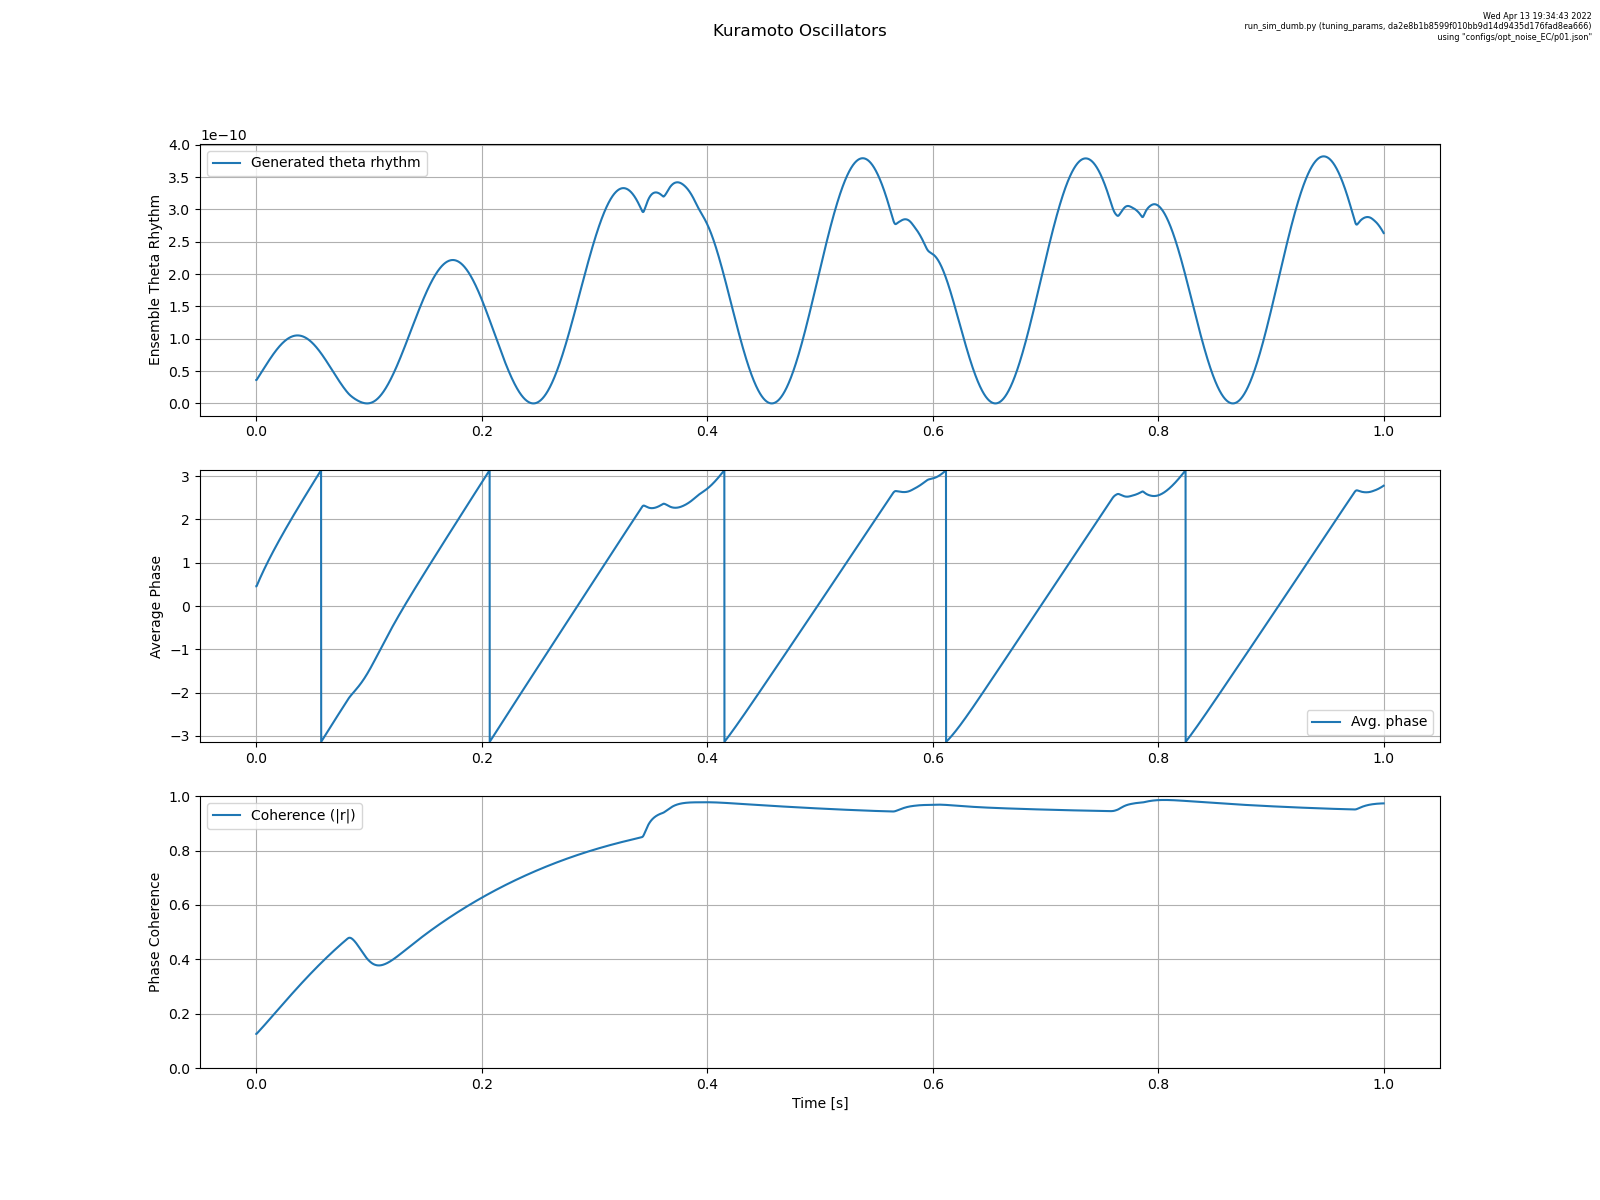 Wed Apr 13 19:34:43 2022
run_sim_dumb.py (tuning_params, da2e8b1b8599f010bb9d14d9435d176fad8ea666)
using "configs/opt_noise_EC/p01.json"
Kuramoto Oscillators
1e−10
Generated theta rhythm
Ensemble Theta Rhythm
4.0
3.5
3.0
2.5
2.0
1.5
1.0
0.5
0.0
0.0 0.2 0.4 0.6 0.8 1.0
Average Phase
3
2
1
0
−1
−2
−3
Avg. phase
0.0 0.2 0.4 0.6 0.8 1.0
Coherence (|r|)
Phase Coherence
1.0
0.8
0.6
0.4
0.2
0.0
0.0 0.2 0.4 0.6 0.8 1.0
Time [s]